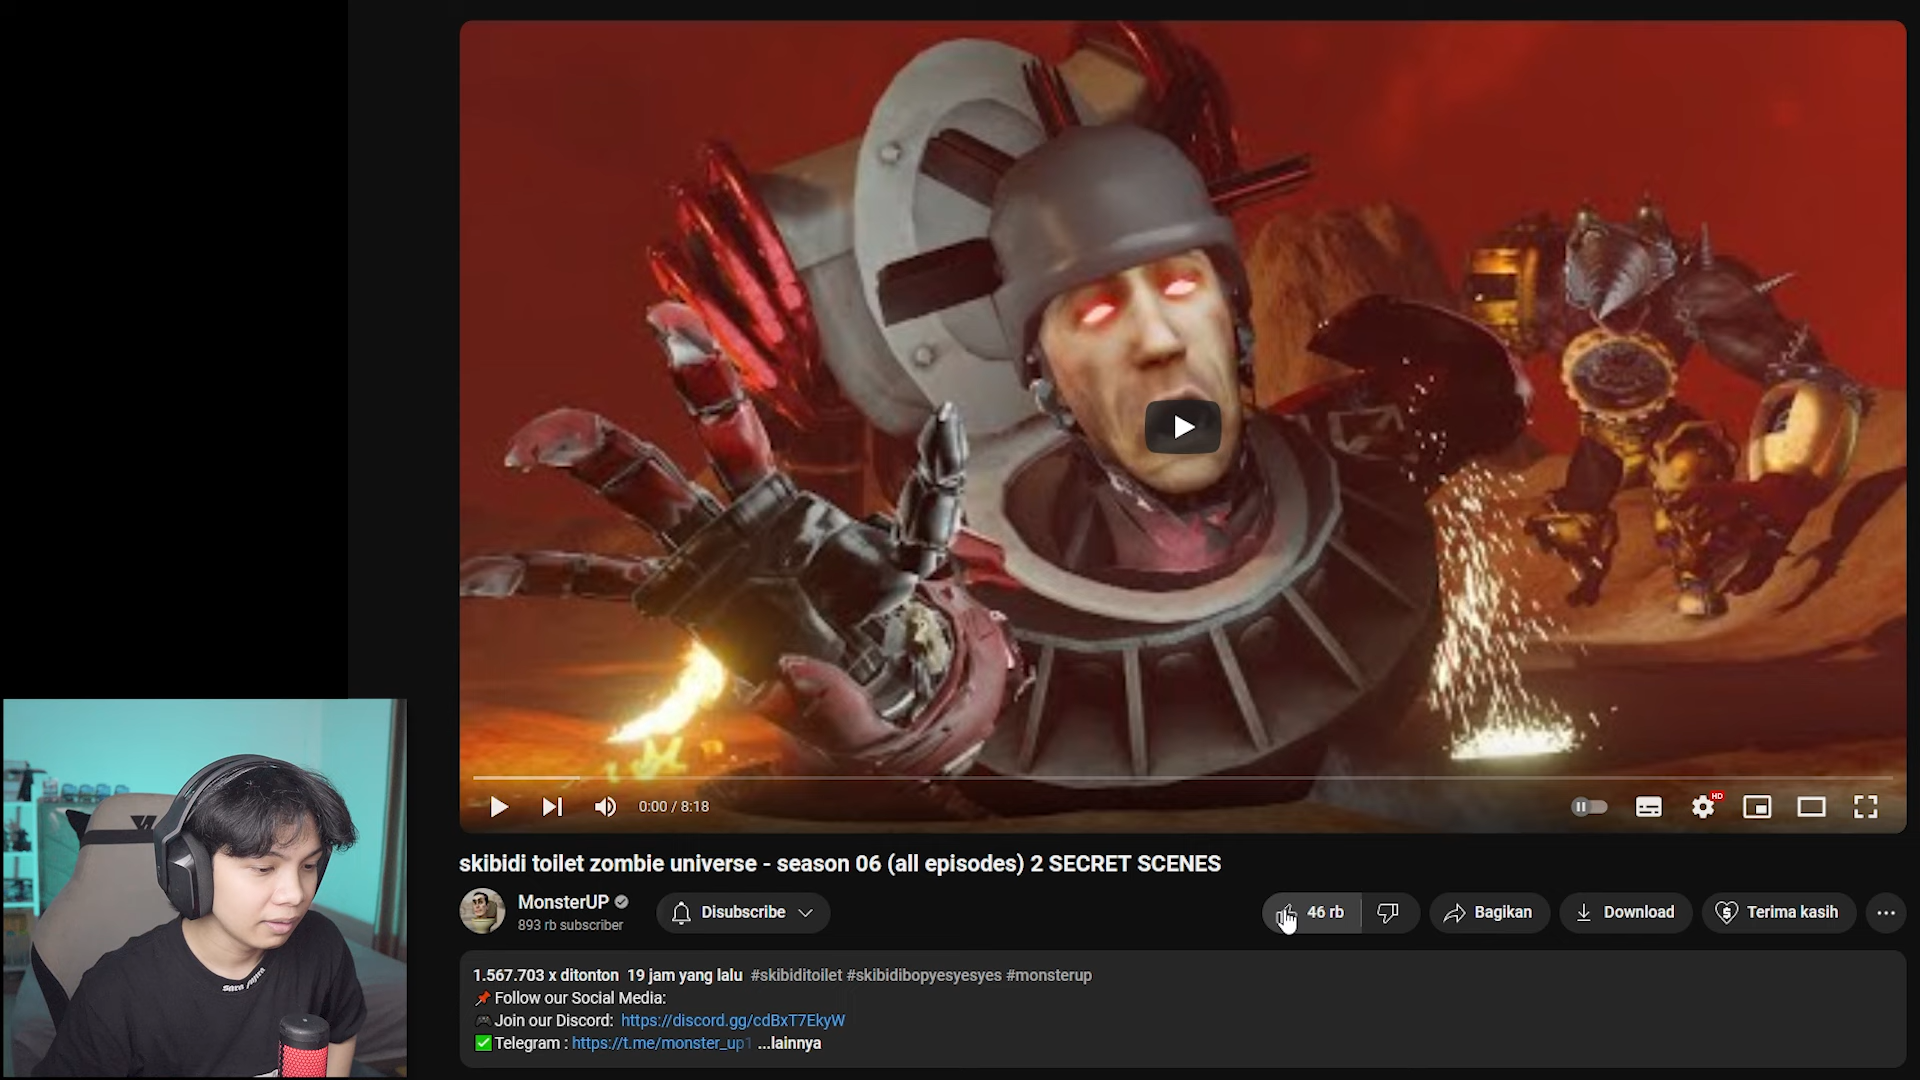 0:00 / 8:18
HD
skibidi toilet zombie universe - season 06 (all episodes) 2 SECRET SCENES
MonsterUP
893 rb subscriber
Disubscribe
46 rb
Bagikan
Download
Terima kasih
1.567.703 x ditonton 19 jam yang lalu #skibiditoilet #skibidibopyesyesyes #monsterup
📌 Follow our Social Media:
🎮 Join our Discord: https://discord.gg/cdBxT7EkyW
✅ Telegram : https://t.me/monster_up1 ...lainnya